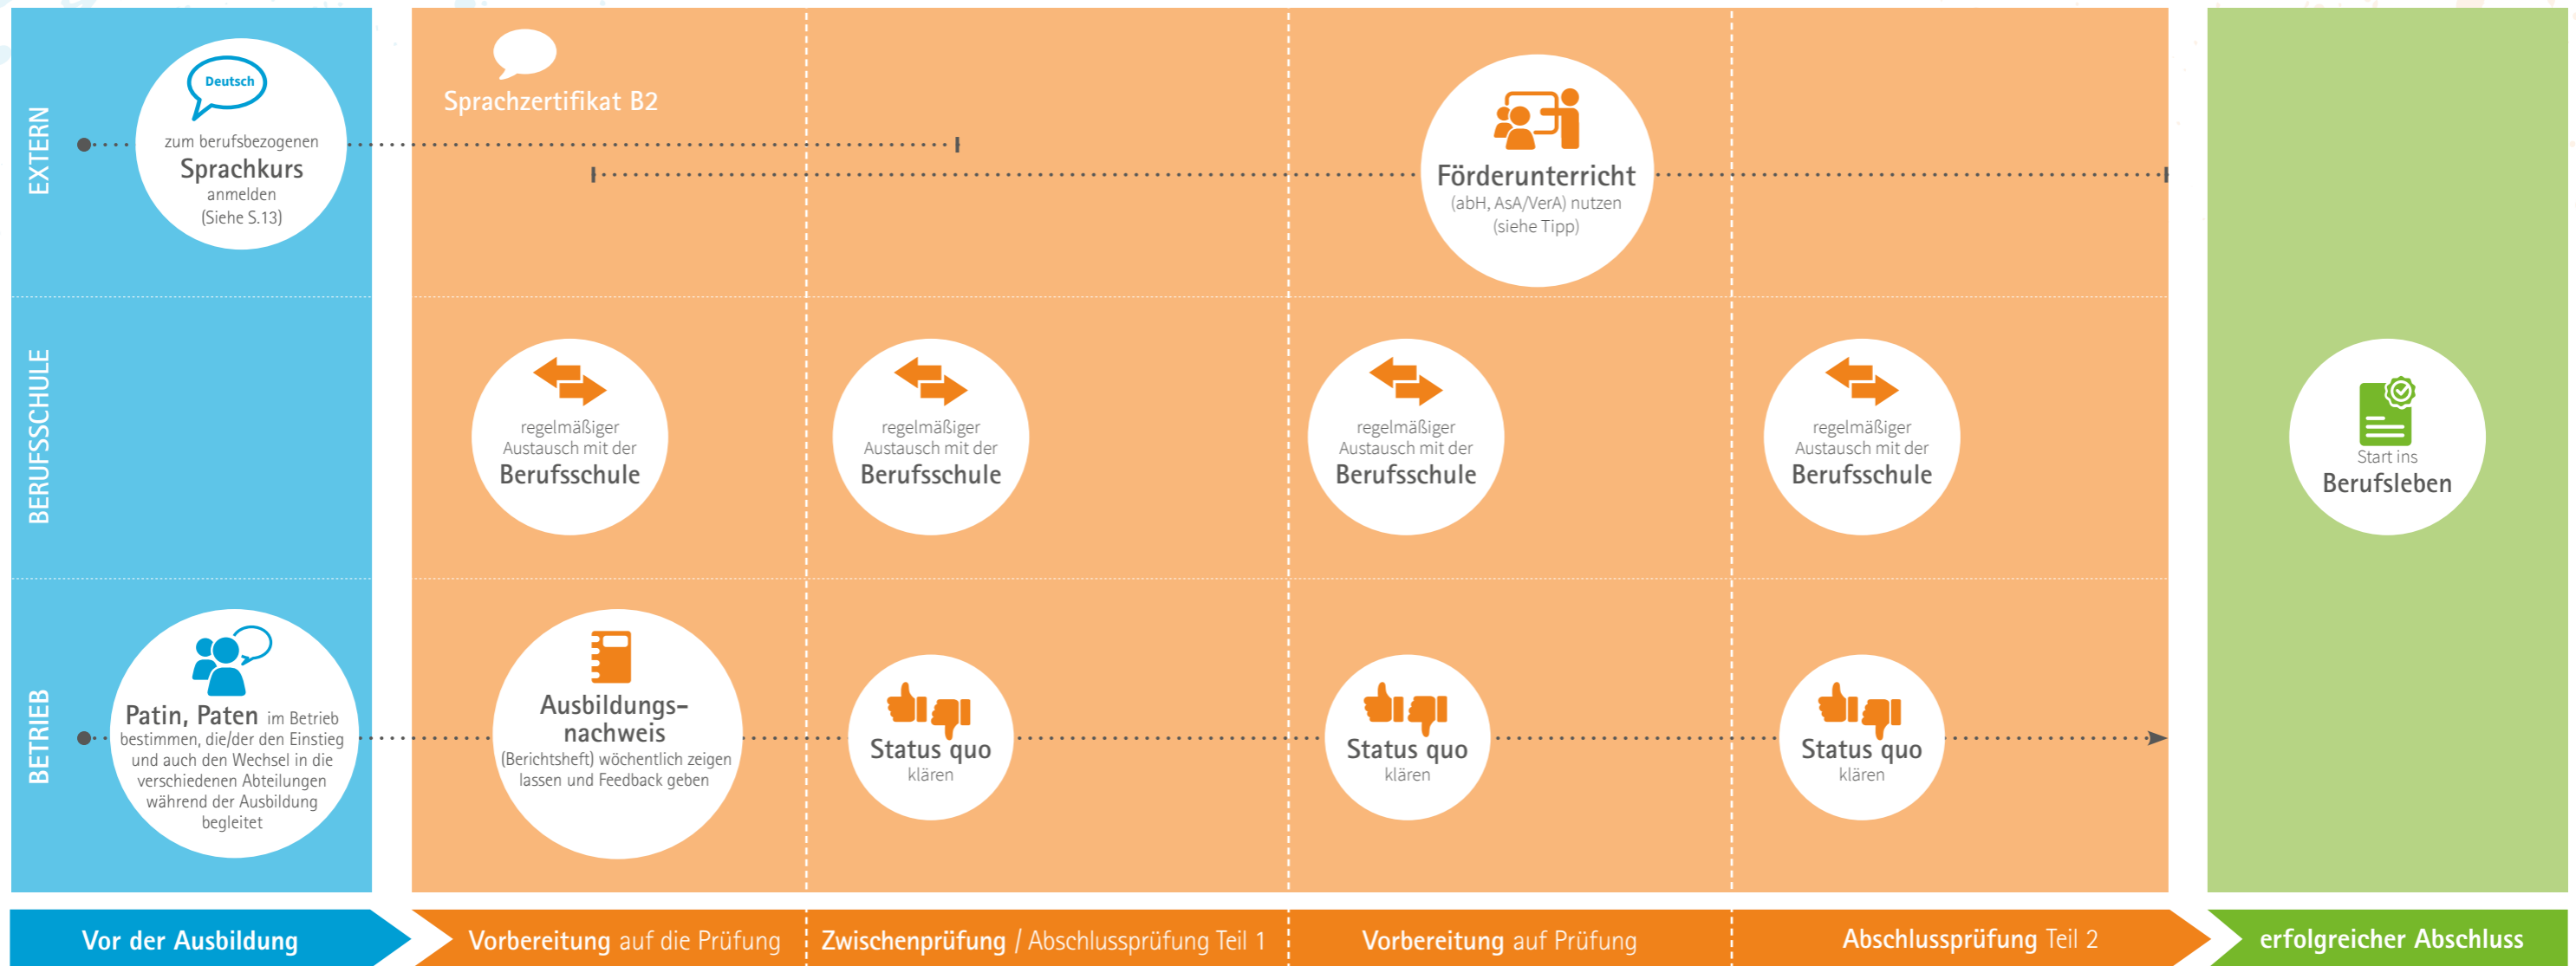 EXTERN
Deutsch
zum berufsbezogenen
Sprachkurs
anmelden
(Siehe S.13)
Sprachzertifikat B2
Förderunterricht
(abH, AsA/VerA) nutzen
(siehe Tipp)
BERUFSSCHULE
regelmäßiger
Austausch mit der
Berufsschule
regelmäßiger
Austausch mit der
Berufsschule
regelmäßiger
Austausch mit der
Berufsschule
regelmäßiger
Austausch mit der
Berufsschule
Start ins
Berufsleben
BETRIEB
Patin, Paten im Betrieb
bestimmen, die/der den Einstieg
und auch den Wechsel in die
verschiedenen Abteilungen
während der Ausbildung
begleitet
Ausbildungs-
nachweis
(Berichtsheft) wöchentlich zeigen
lassen und Feedback geben
Status quo
klären
Status quo
klären
Status quo
klären
Vor der Ausbildung
Vorbereitung auf die Prüfung
Zwischenprüfung / Abschlussprüfung Teil 1
Vorbereitung auf Prüfung
Abschlussprüfung Teil 2
erfolgreicher Abschluss